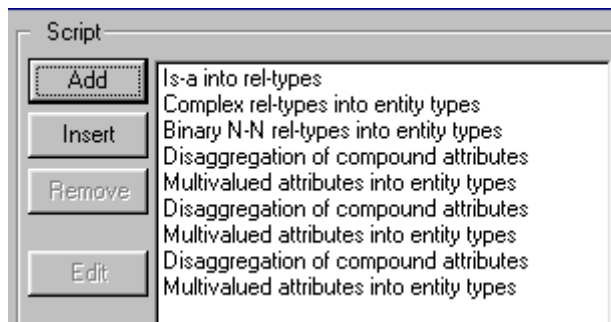 Script
Add
Insert
Remove
Edit
Is-a into rel-types
Complex rel-types into entity types
Binary N-N rel-types into entity types
Disaggregation of compound attributes
Multivalued attributes into entity types
Disaggregation of compound attributes
Multivalued attributes into entity types
Disaggregation of compound attributes
Multivalued attributes into entity types